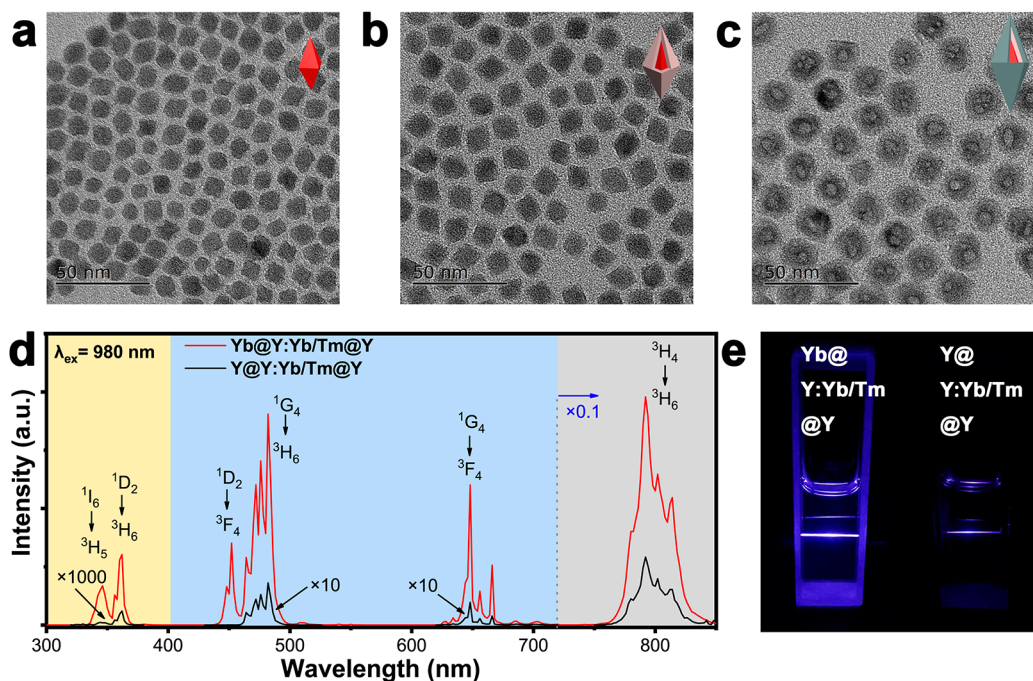 a
b
c
50 nm
50 nm
50 nm
d
λex= 980 nm
Yb@Y:Yb/Tm@Y
Y@Y:Yb/Tm@Y
Intensity (a.u.)
¹I₆
³H₅
×1000
¹D₂
³H₆
¹D₂
³F₄
¹G₄
³H₆
×10
¹G₄
³F₄
×10
×0.1
³H₄
³H₆
300
400
500
600
700
800
Wavelength (nm)
e
Yb@
Y:Yb/Tm
@Y
Y@
Y:Yb/Tm
@Y